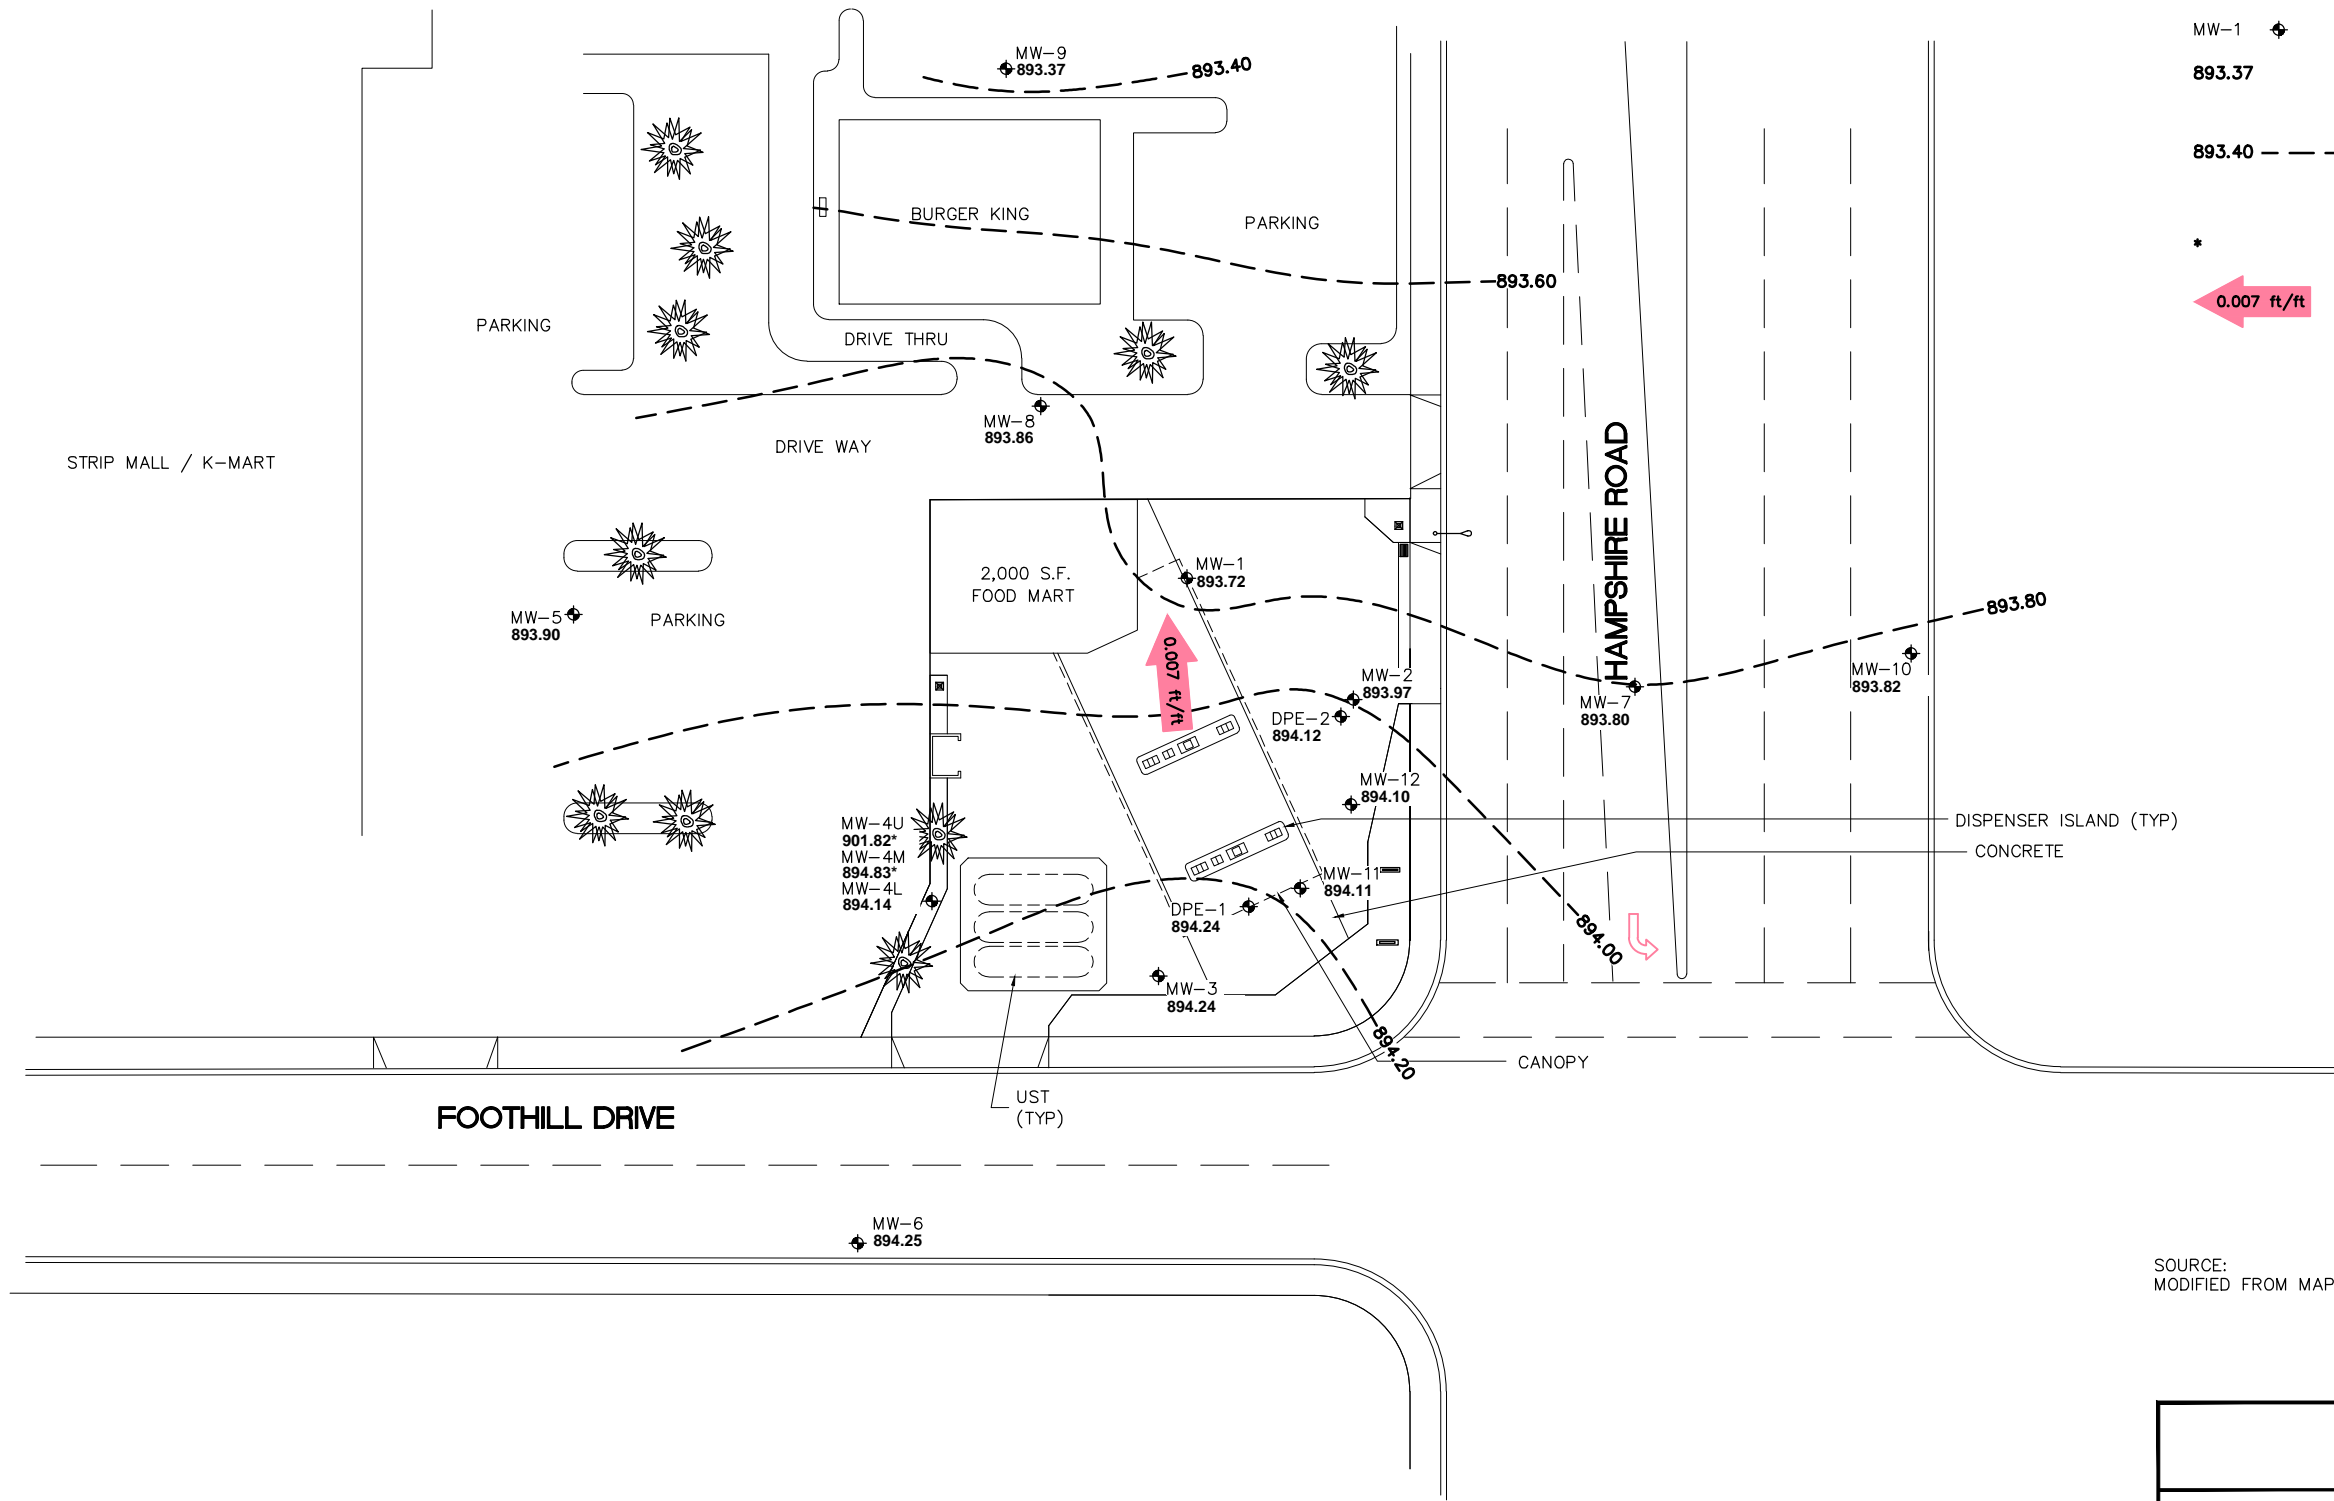 MW-1
893.37
893.40
*
0.007 ft/ft
MW-9
893.37
893.40
BURGER KING
PARKING
893.60
PARKING
DRIVE THRU
MW-8
893.86
DRIVE WAY
STRIP MALL / K-MART
HAMPSHIRE ROAD
2,000 S.F.
FOOD MART
MW-1
893.72
893.80
MW-5
893.90
PARKING
0.007 ft/ft
MW-2
893.97
DPE-2
894.12
MW-7
893.80
MW-10
893.82
MW-12
894.10
DISPENSER ISLAND (TYP)
CONCRETE
MW-4U
901.82*
MW-4M
894.83*
MW-4L
894.14
MW-11
894.11
DPE-1
894.24
894.00
MW-3
894.24
894.20
CANOPY
UST
(TYP)
FOOTHILL DRIVE
MW-6
894.25
SOURCE:
MODIFIED FROM MAP